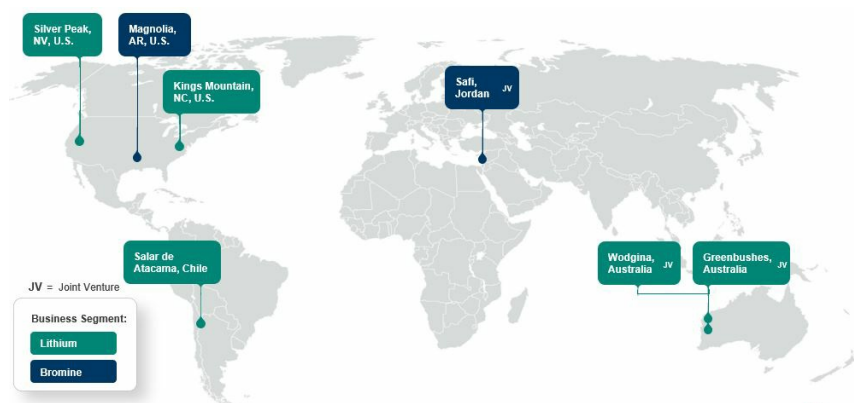 Silver Peak,
NV, U.S.
Magnolia,
AR, U.S.
Kings Mountain,
NC, U.S.
Safi,
Jordan JV
Salar de
Atacama, Chile
Wodgina,
Australia JV
Greenbushes,
Australia JV
JV = Joint Venture
Business Segment:
Lithium
Bromine